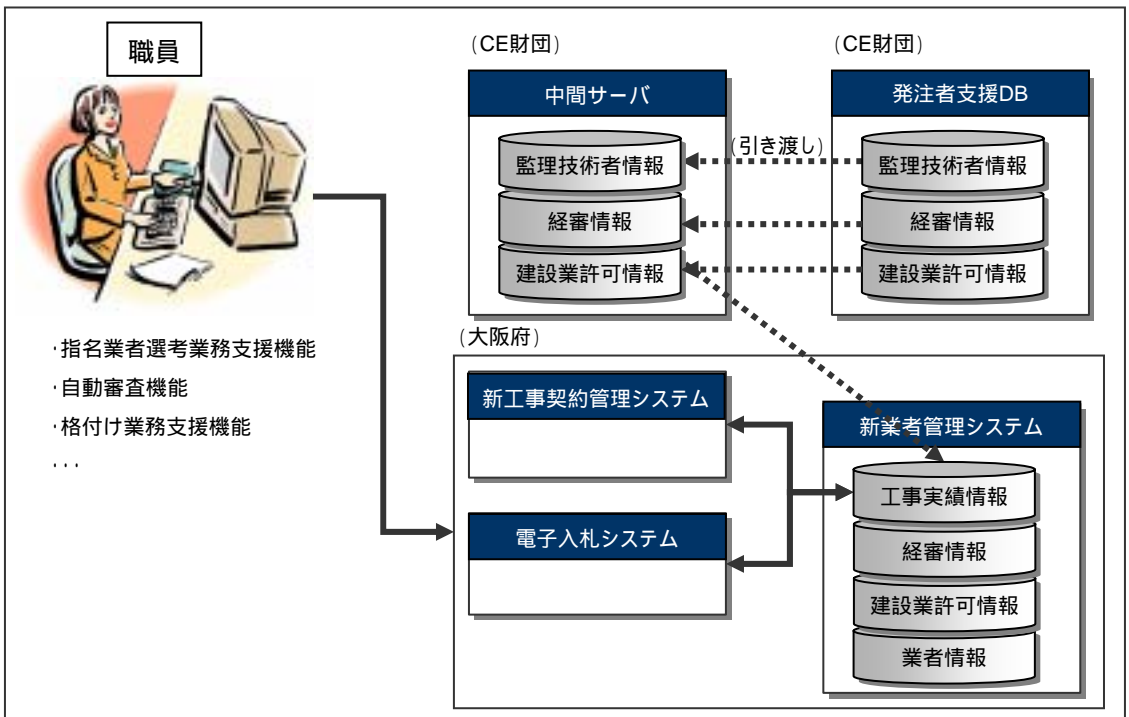 職員
・指名業者選考業務支援機能
・自動審査機能
・格付け業務支援機能
・・・
(CE財団)
中間サーバ
監理技術者情報
経審情報
建設業許可情報
(引き渡し)
(CE財団)
発注者支援DB
監理技術者情報
経審情報
建設業許可情報
(大阪府)
新工事契約管理システム
電子入札システム
新業者管理システム
工事実績情報
経審情報
建設業許可情報
業者情報